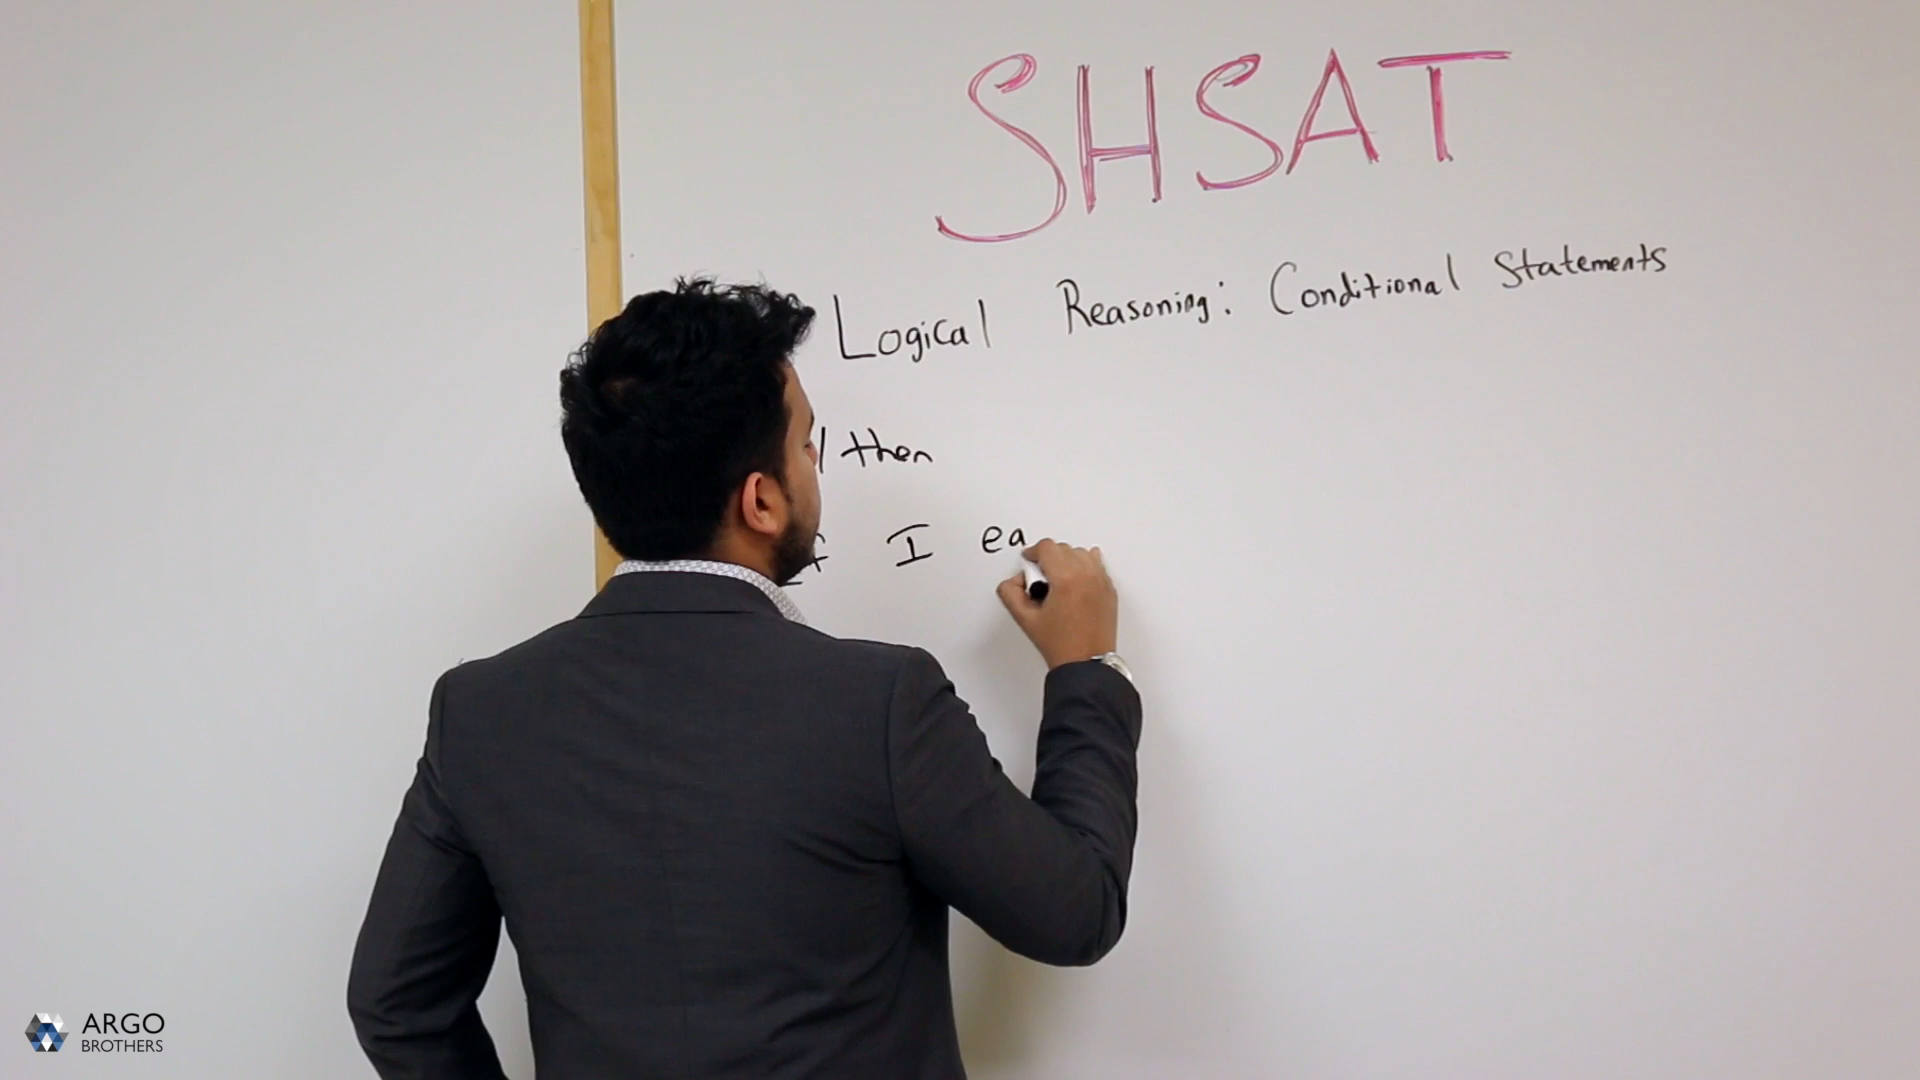 SHSAT
Logical Reasoning: Conditional Statements
/then
I ea
ARGO
BROTHERS